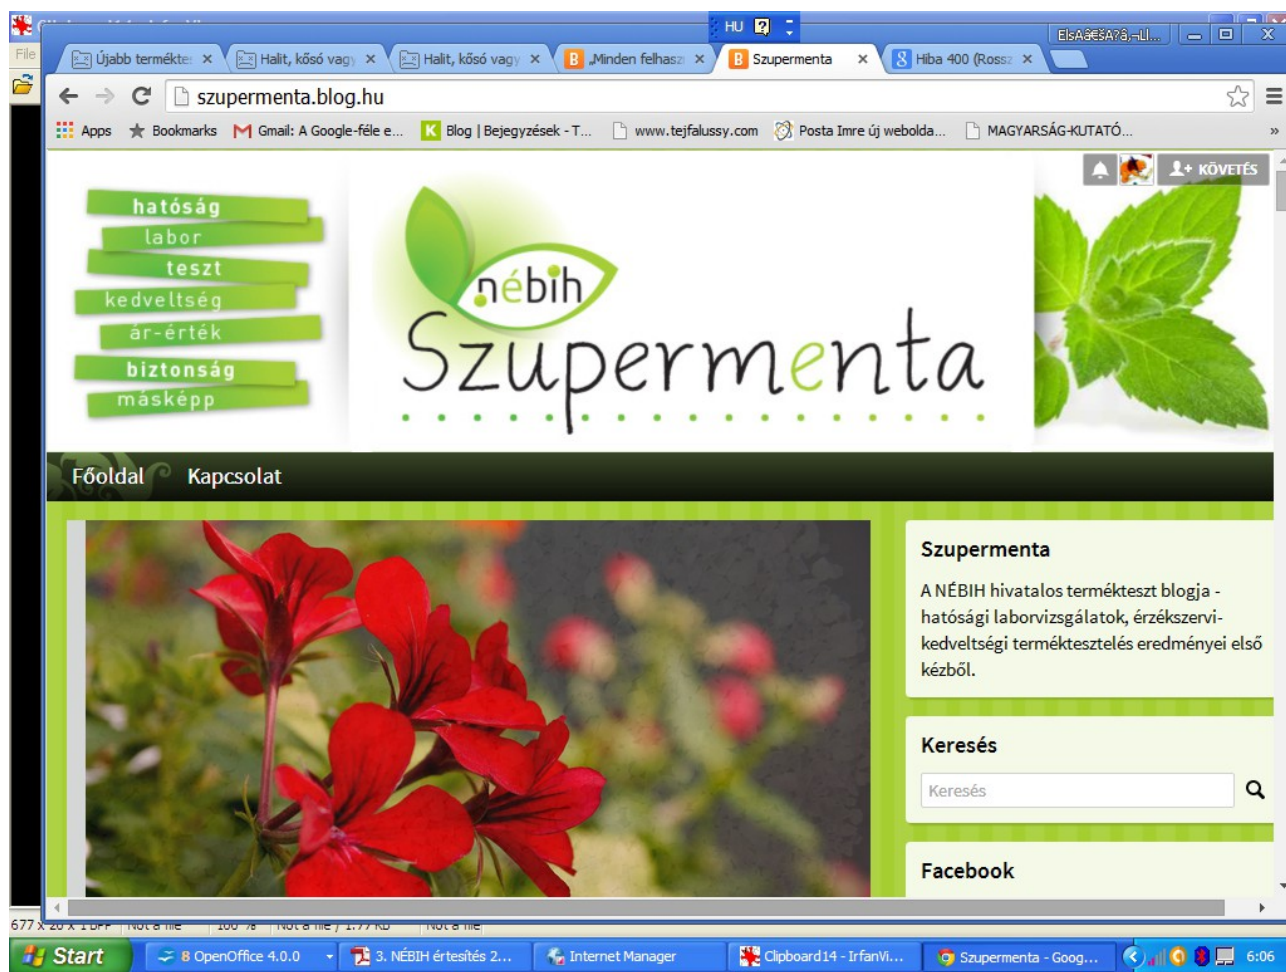 HU
File
Újabb termékte
Halit, kősó vagy
Halit, kősó vagy
„Minden felhasz
Szupermenta
Hiba 400 (Rossz
szupermenta.blog.hu
Apps
Bookmarks
Gmail: A Google-féle e...
Blog | Bejegyzések - T...
www.tejfalussy.com
Posta Imre új webolda...
MAGYARSÁG-KUTATÓ...
»
KÖVETÉS
hatóság
labor
teszt
kedveltség
ár-érték
biztonság
másképp
nébih
Szupermenta
Főoldal
Kapcsolat
Szupermenta
A NÉBIH hivatalos termékteszt blogja -
hatósági laborvizsgálatok, érzékszervi-
kedveltségi terméktesztelés eredményei első
kézből.
Keresés
Keresés
Facebook
Start
8 OpenOffice 4.0.0
3. NÉBIH értesítés 2...
Internet Manager
Clipboard14 - IrfanVi...
Szupermenta - Goog...
6:06